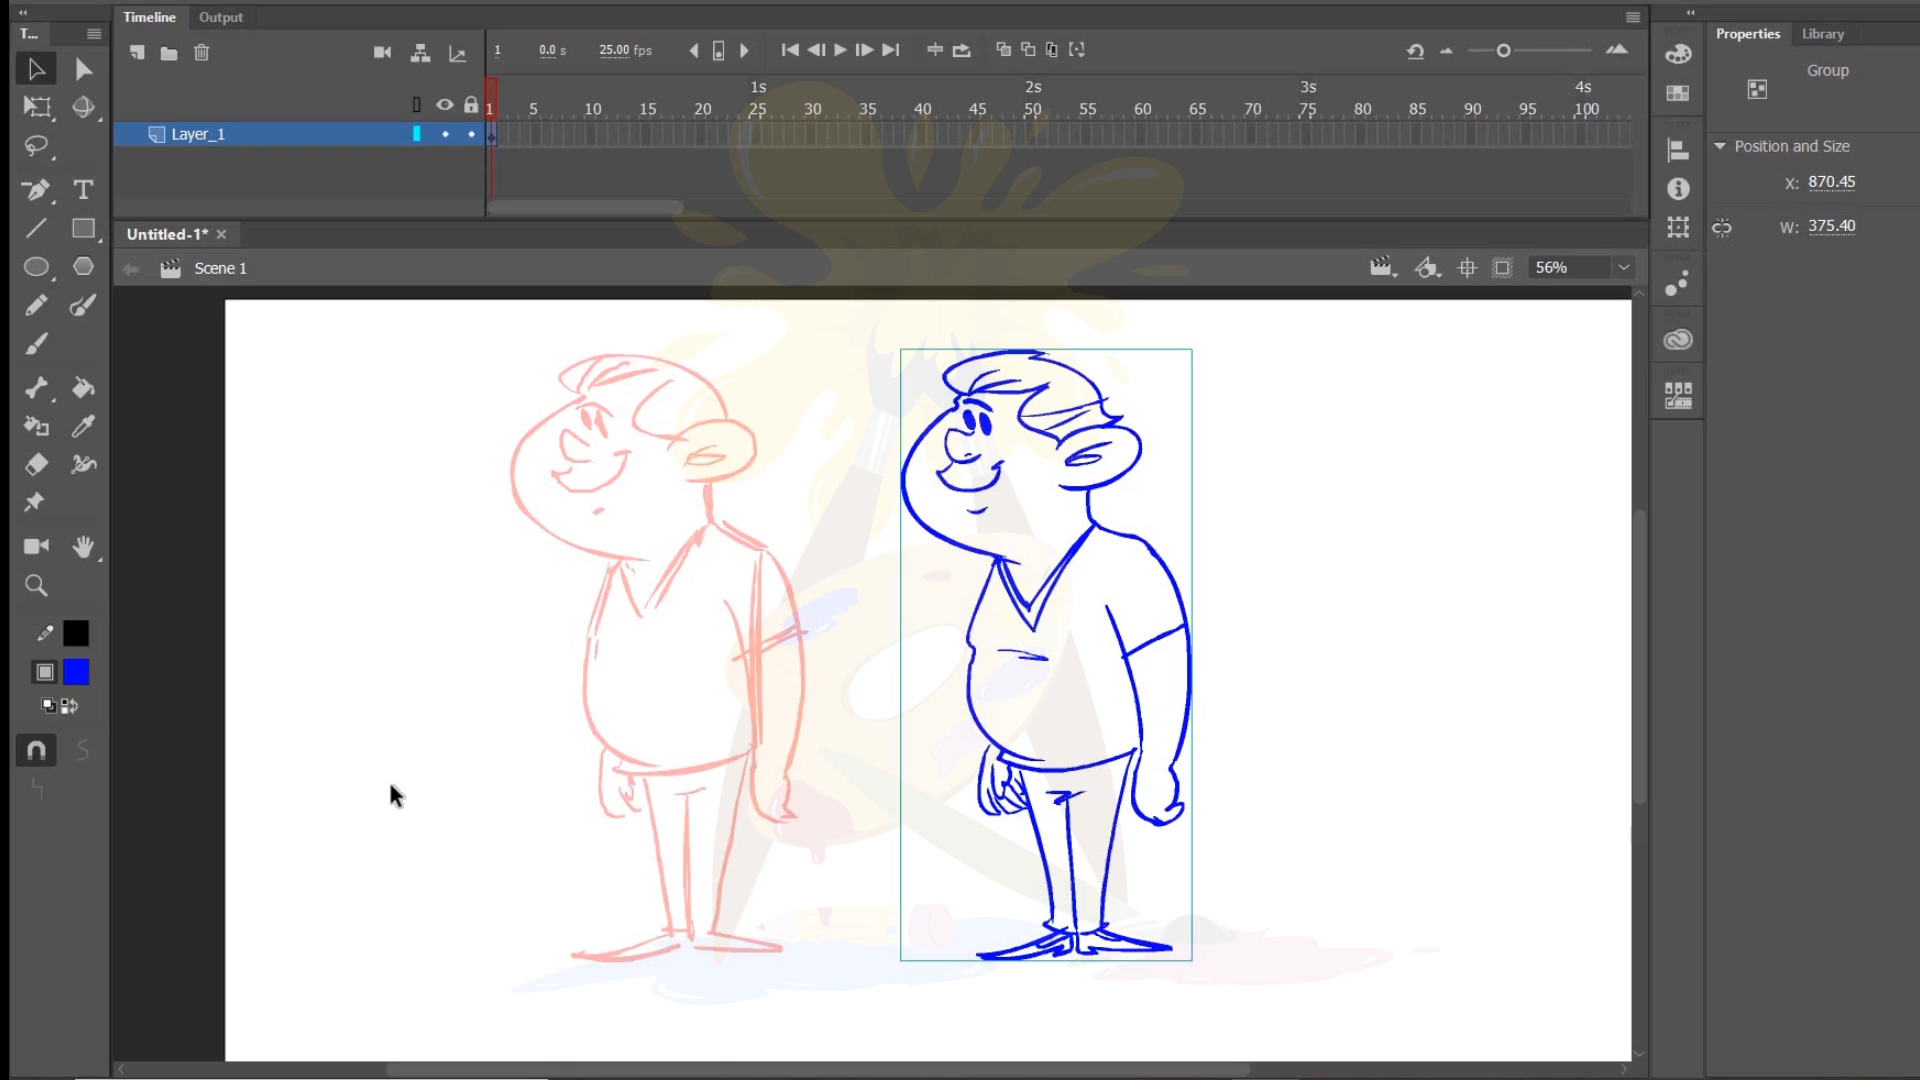 Timeline Output
T... 
1 0.0 s 25.00 fps
1s 2s 3s 4s
1 5 10 15 20 25 30 35 40 45 50 55 60 65 70 75 80 85 90 95 100
Layer_1
Untitled-1*
Scene 1
56%
Properties Library
Group
Position and Size
X: 870.45
W: 375.40